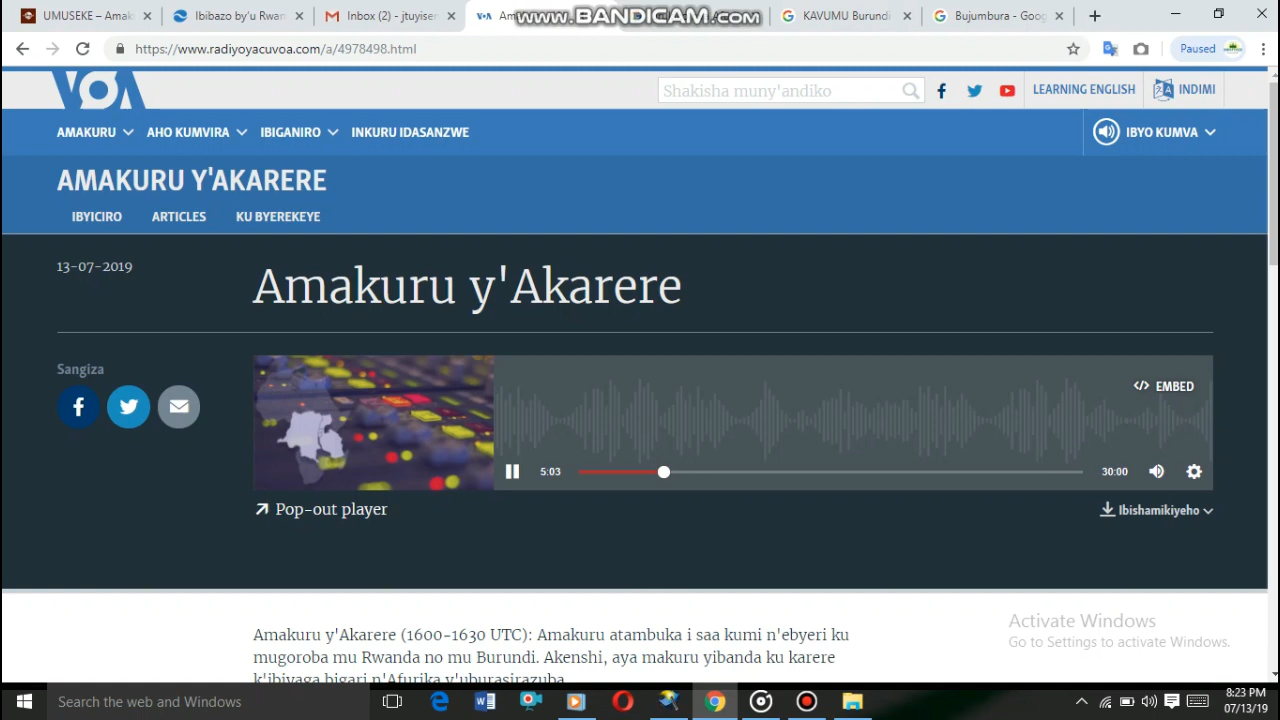 UMUSEKE – Amak
Ibibazo by'u Rwan
Inbox (2) - jtuyisen
www.BANDICAM.com
KAVUMU Burundi
Bujumbura - Goog
https://www.radiyoyacuvoa.com/a/4978498.html
Paused
VOA
Shakisha muny'andiko
LEARNING ENGLISH
INDIMI
AMAKURU
AHO KUMVIRA
IBIGANIRO
INKURU IDASANZWE
IBYO KUMVA
AMAKURU Y'AKARERE
IBYICIRO
ARTICLES
KU BYEREKEYE
13-07-2019
Amakuru y'Akarere
Sangiza
</> EMBED
5:03
30:00
Pop-out player
Ibishamikiyeho
Amakuru y'Akarere (1600-1630 UTC): Amakuru atambuka i saa kumi n'ebyeri ku
mugoroba mu Rwanda no mu Burundi. Akenshi, aya makuru yibanda ku karere
k'ibiyaga bigari n'Afurika y'uburasirazuba.
Activate Windows
Go to Settings to activate Windows.
Search the web and Windows
8:23 PM
07/13/19